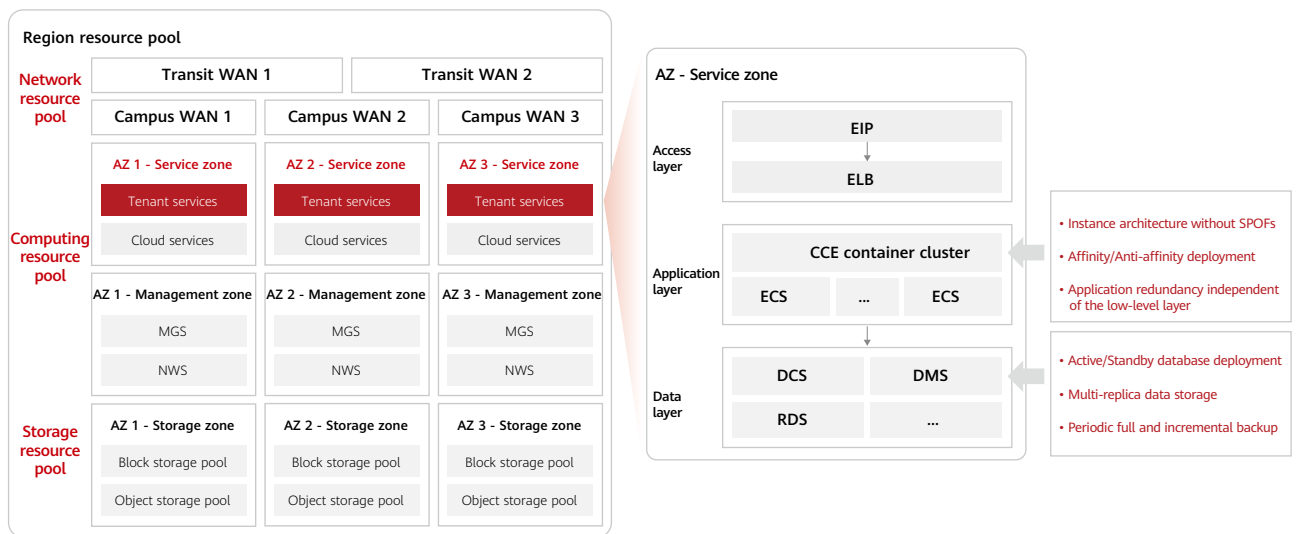 Region resource pool
Network
resource
pool
Transit WAN 1
Transit WAN 2
Campus WAN 1
Campus WAN 2
Campus WAN 3
Computing
resource
pool
AZ 1 - Service zone
Tenant services
Cloud services
AZ 2 - Service zone
Tenant services
Cloud services
AZ 3 - Service zone
Tenant services
Cloud services
AZ 1 - Management zone
MGS
NWS
AZ 2 - Management zone
MGS
NWS
AZ 3 - Management zone
MGS
NWS
Storage
resource
pool
AZ 1 - Storage zone
Block storage pool
Object storage pool
AZ 2 - Storage zone
Block storage pool
Object storage pool
AZ 3 - Storage zone
Block storage pool
Object storage pool
AZ - Service zone
Access
layer
EIP
ELB
Application
layer
CCE container cluster
ECS
...
ECS
Data
layer
DCS
DMS
RDS
...
• Instance architecture without SPOFs
• Affinity/Anti-affinity deployment
• Application redundancy independent
of the low-level layer
• Active/Standby database deployment
• Multi-replica data storage
• Periodic full and incremental backup